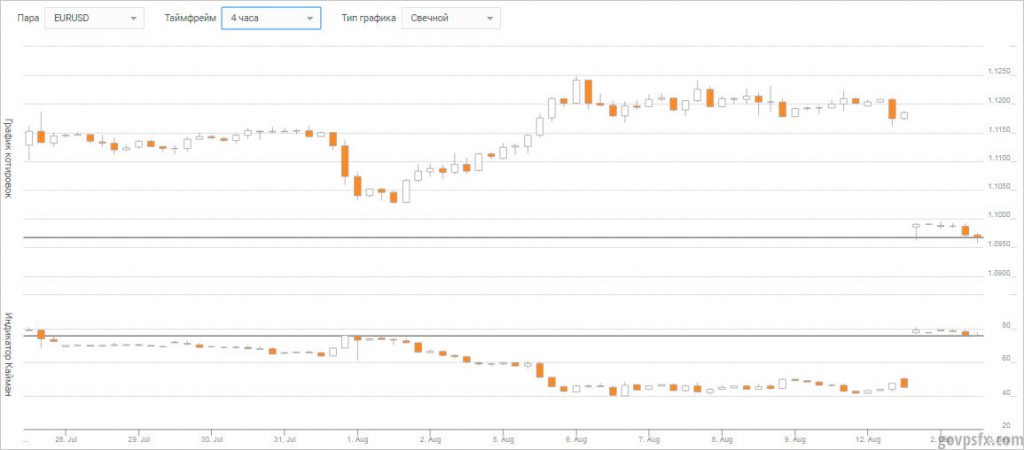 Пара EURUSD Таймфрейм 4 часа Тип графика Свечной
График котировок
1.1250
1.1200
1.1150
1.1100
1.1050
1.1000
1.0950
1.0900
Индикатор Кайман
80
60
40
20
... 26. Jul 29. Jul 30. Jul 31. Jul 1. Aug 2. Aug 5. Aug 6. Aug 7. Aug 8. Aug 9. Aug 12. Aug
govpsfx.com